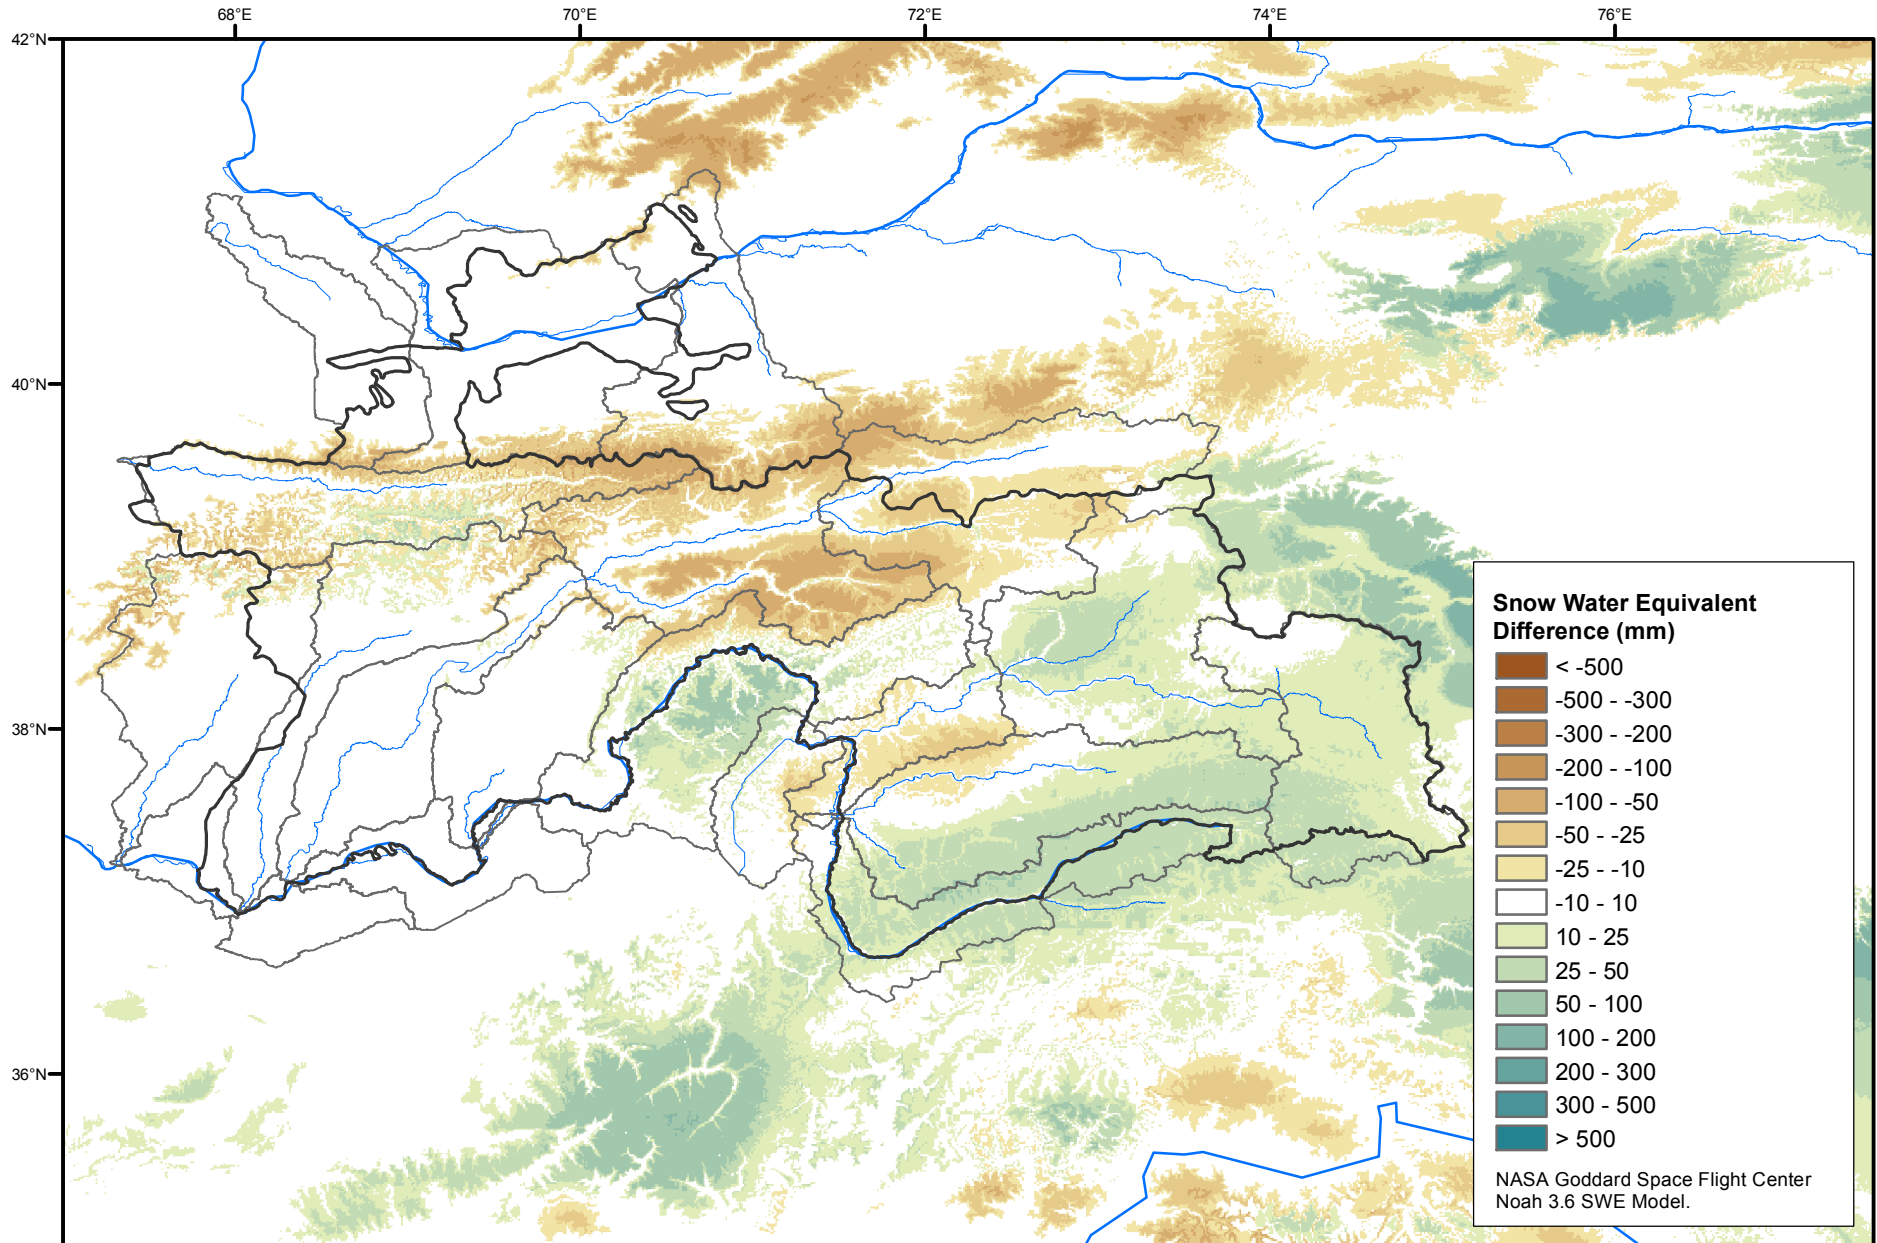 68°E
70°E
72°E
74°E
76°E
42°N
40°N
38°N
36°N
Snow Water Equivalent
Difference (mm)
< -500
-500 - -300
-300 - -200
-200 - -100
-100 - -50
-50 - -25
-25 - -10
-10 - 10
10 - 25
25 - 50
50 - 100
100 - 200
200 - 300
300 - 500
> 500
NASA Goddard Space Flight Center
Noah 3.6 SWE Model.